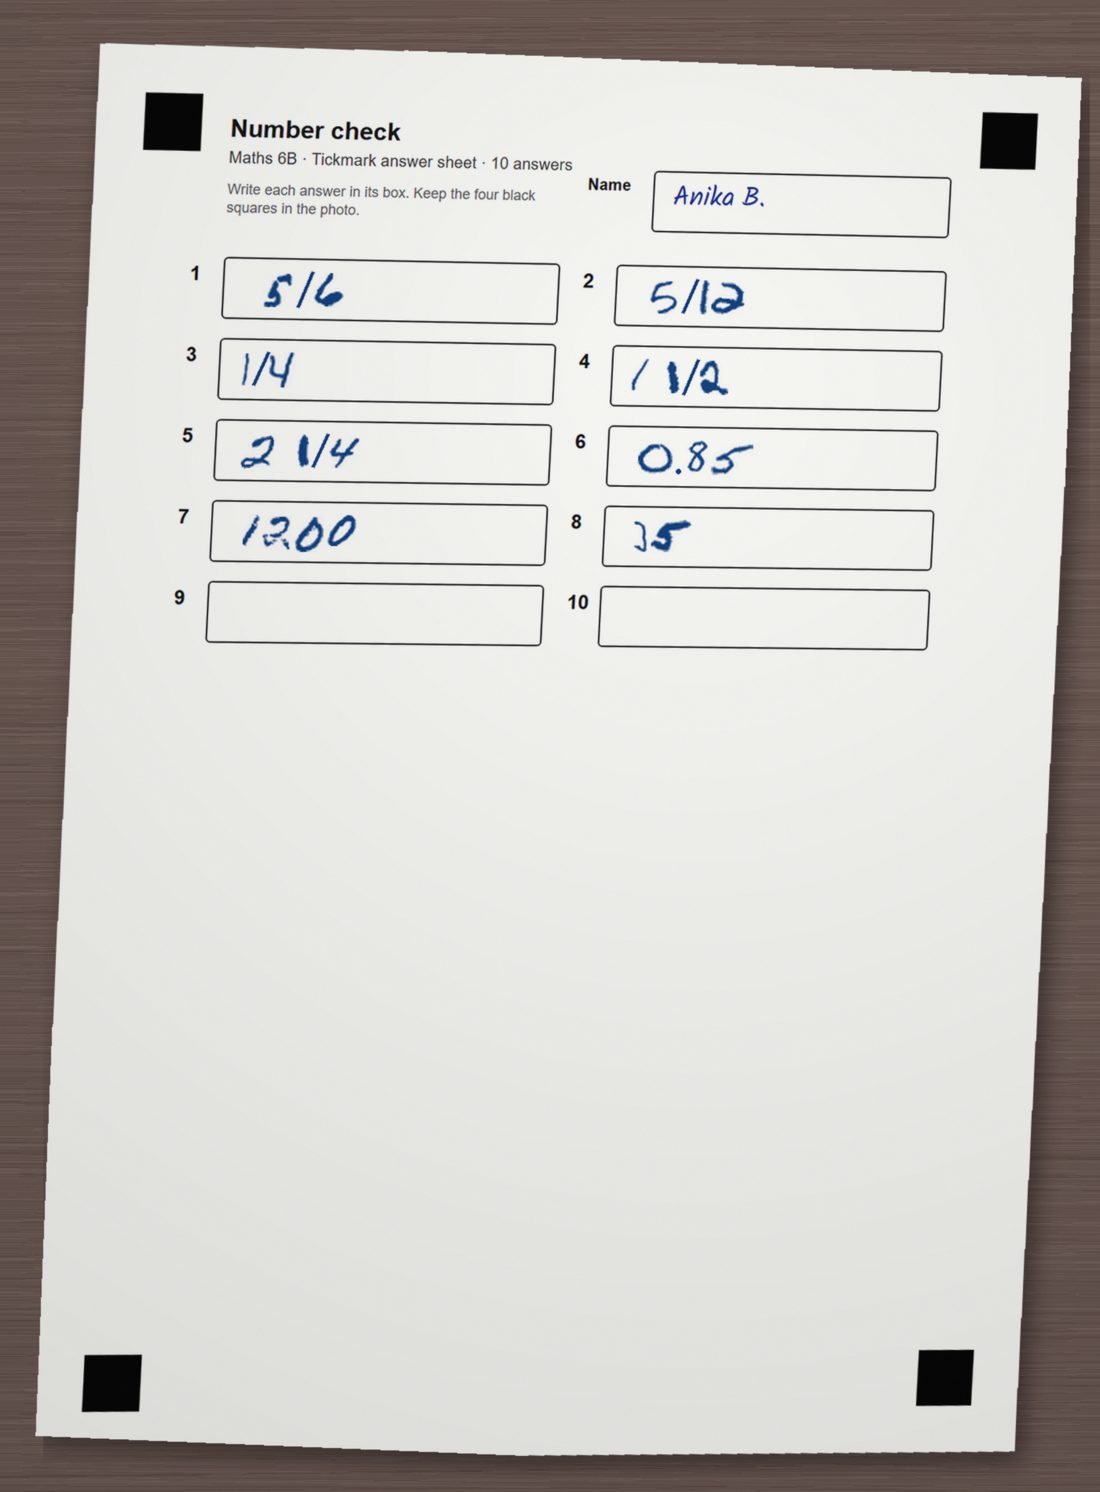 Number check
Maths 6B · Tickmark answer sheet · 10 answers
Write each answer in its box. Keep the four black
squares in the photo.
Name Anika B.
1 5/6
2 5/12
3 1/4
4 1 1/2
5 2 1/4
6 0.85
7 1200
8 35
9
10